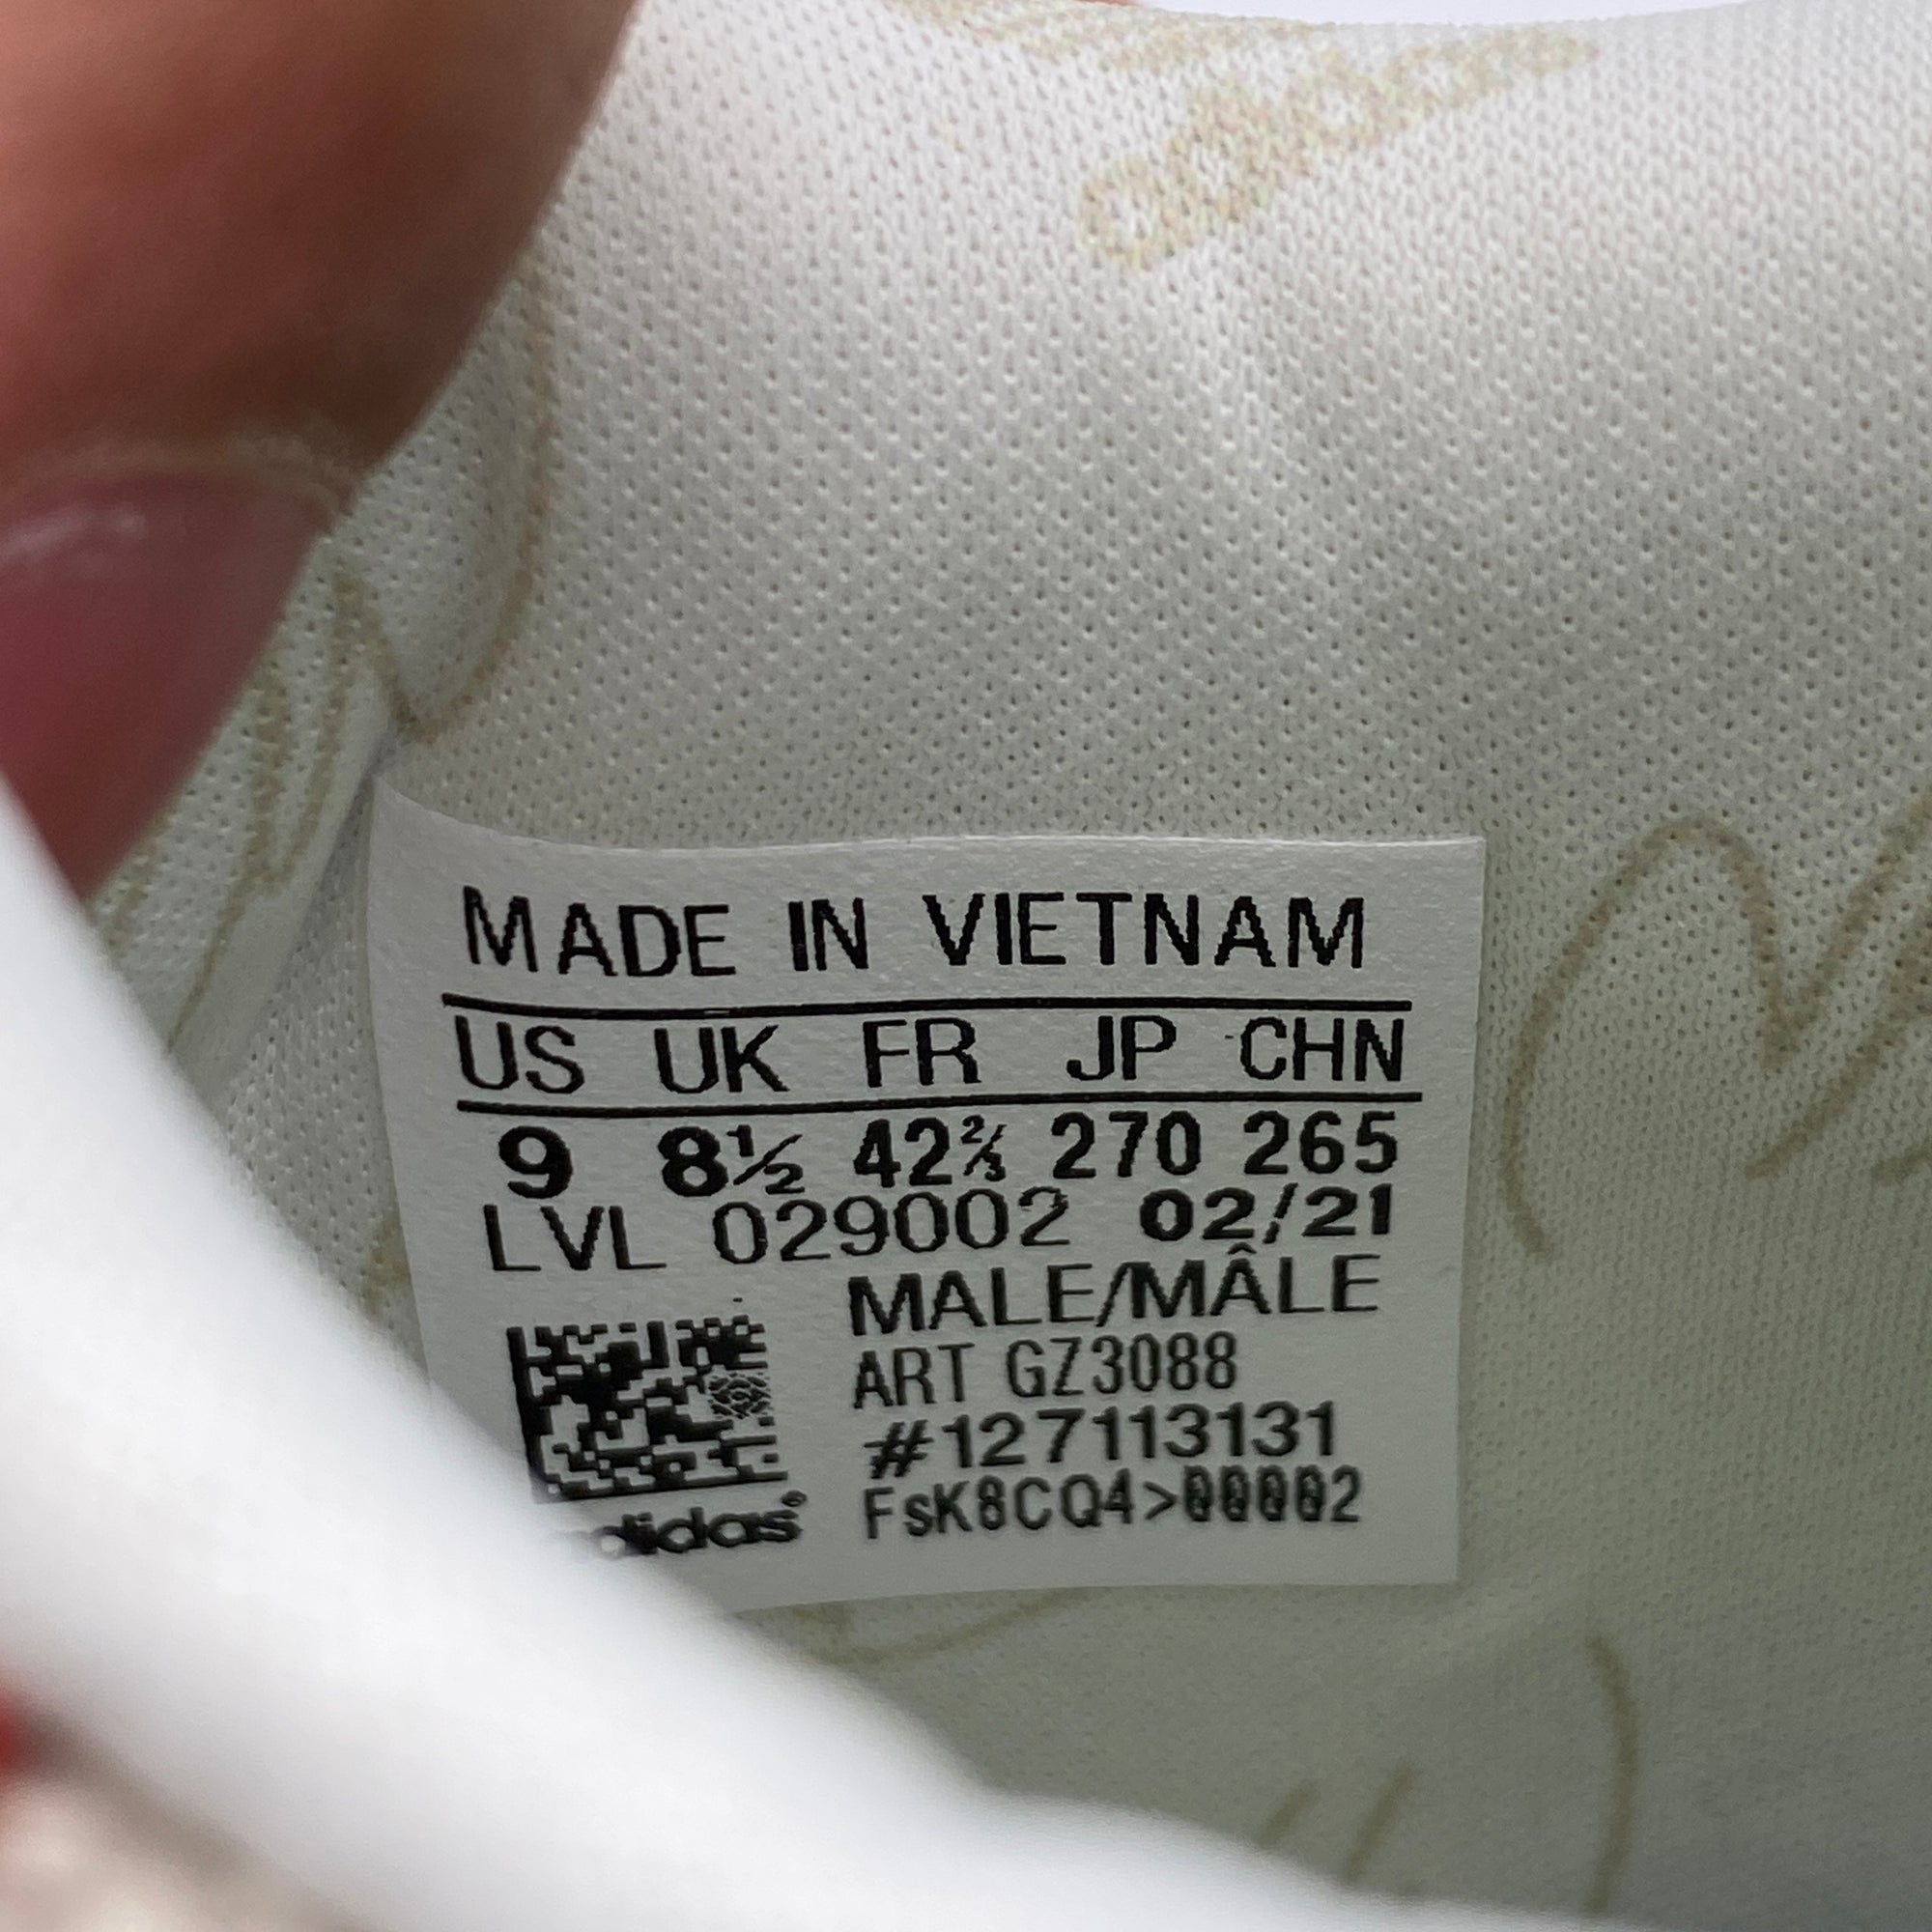 MADE IN VIETNAM
US UK FR JP CHN
9 8½ 42⅔ 270 265
LVL 029002 02/21
MALE/MÂLE
ART GZ3088
#127113131
FsK8CQ4>00002
adidas®